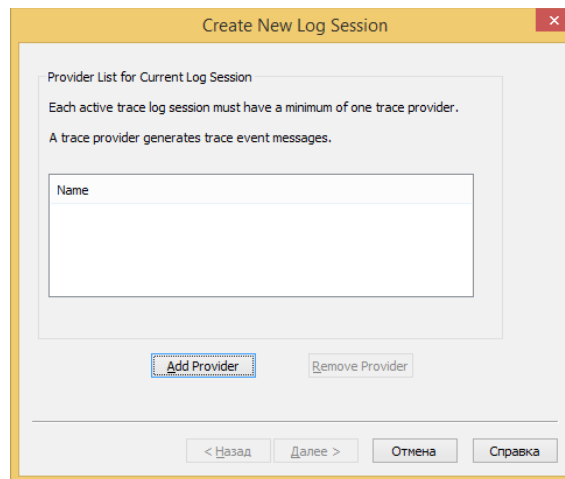 Create New Log Session
Provider List for Current Log Session
Each active trace log session must have a minimum of one trace provider.
A trace provider generates trace event messages.
Name
Add Provider
Remove Provider
< Назад
Далее >
Отмена
Справка